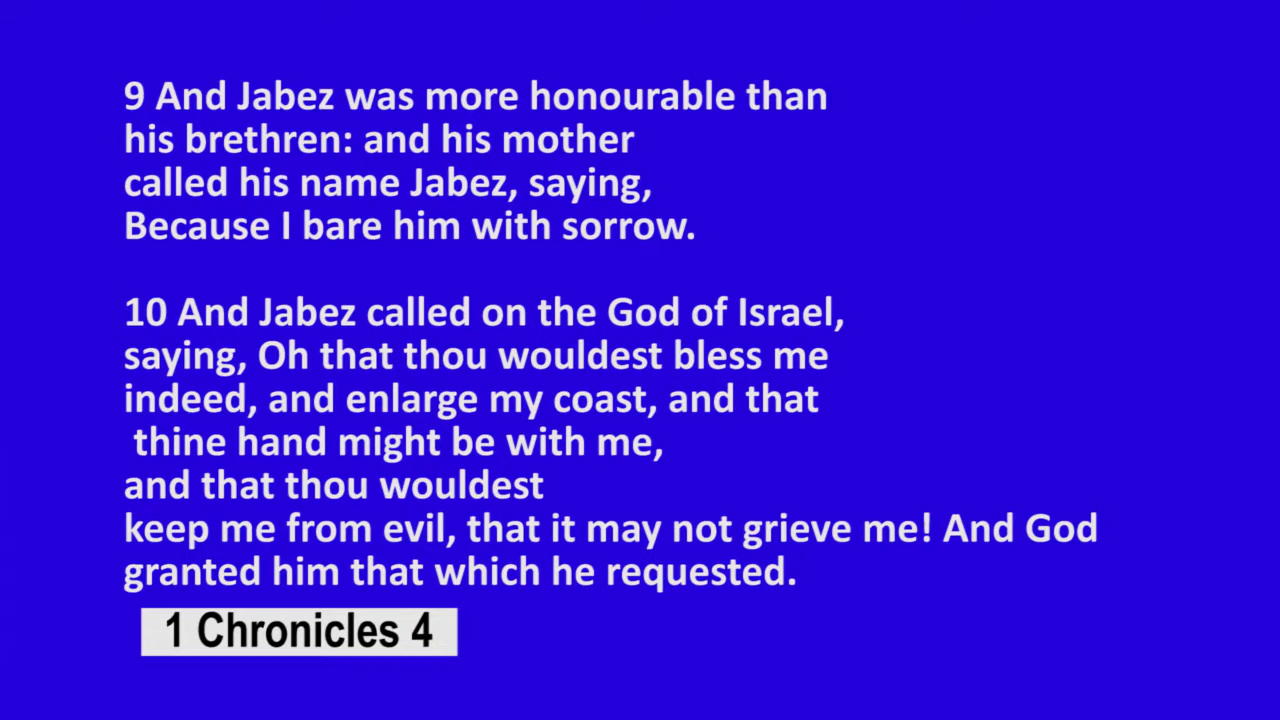 9 And Jabez was more honourable than
his brethren: and his mother
called his name Jabez, saying,
Because I bare him with sorrow.
10 And Jabez called on the God of Israel,
saying, Oh that thou wouldest bless me
indeed, and enlarge my coast, and that
thine hand might be with me,
and that thou wouldest
keep me from evil, that it may not grieve me! And God
granted him that which he requested.
1 Chronicles 4